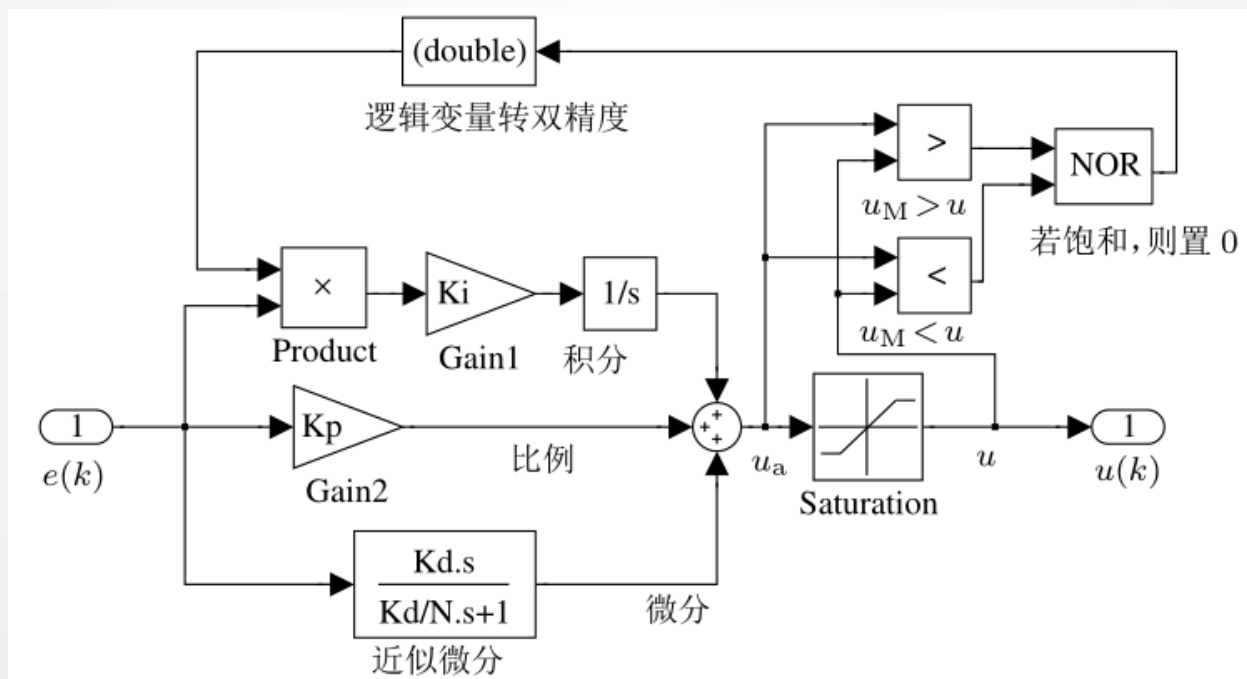 (double)
逻辑变量转双精度
>
NOR
u_M > u
若饱和,则置 0
<
u_M < u
×
Ki
1/s
Product
Gain1
积分
1
e(k)
Kp
比例
Gain2
+
+
+
u_a
Saturation
u
1
u(k)
Kd.s
Kd/N.s+1
微分
近似微分